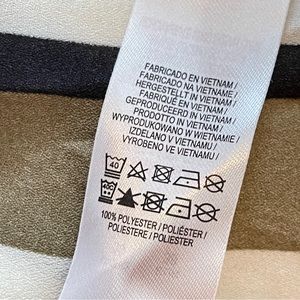 FABRICADO EN VIETNAM /
FABRICADO NA VIETNAME /
HERGESTELLT IN VIETNAM /
FABRIQUÉ EN VIETNAM /
GEPRODUCEERD IN VIETNAM /
PRODOTTO IN VIETNAM /
WYPRODUKOWANO W WIETNAMIE /
IZDELANO V VIETNAMU /
VYROBENO VE VIETNAMU /
40
100% POLYESTER / POLIÉSTER /
POLIESTERE / POLIESTER